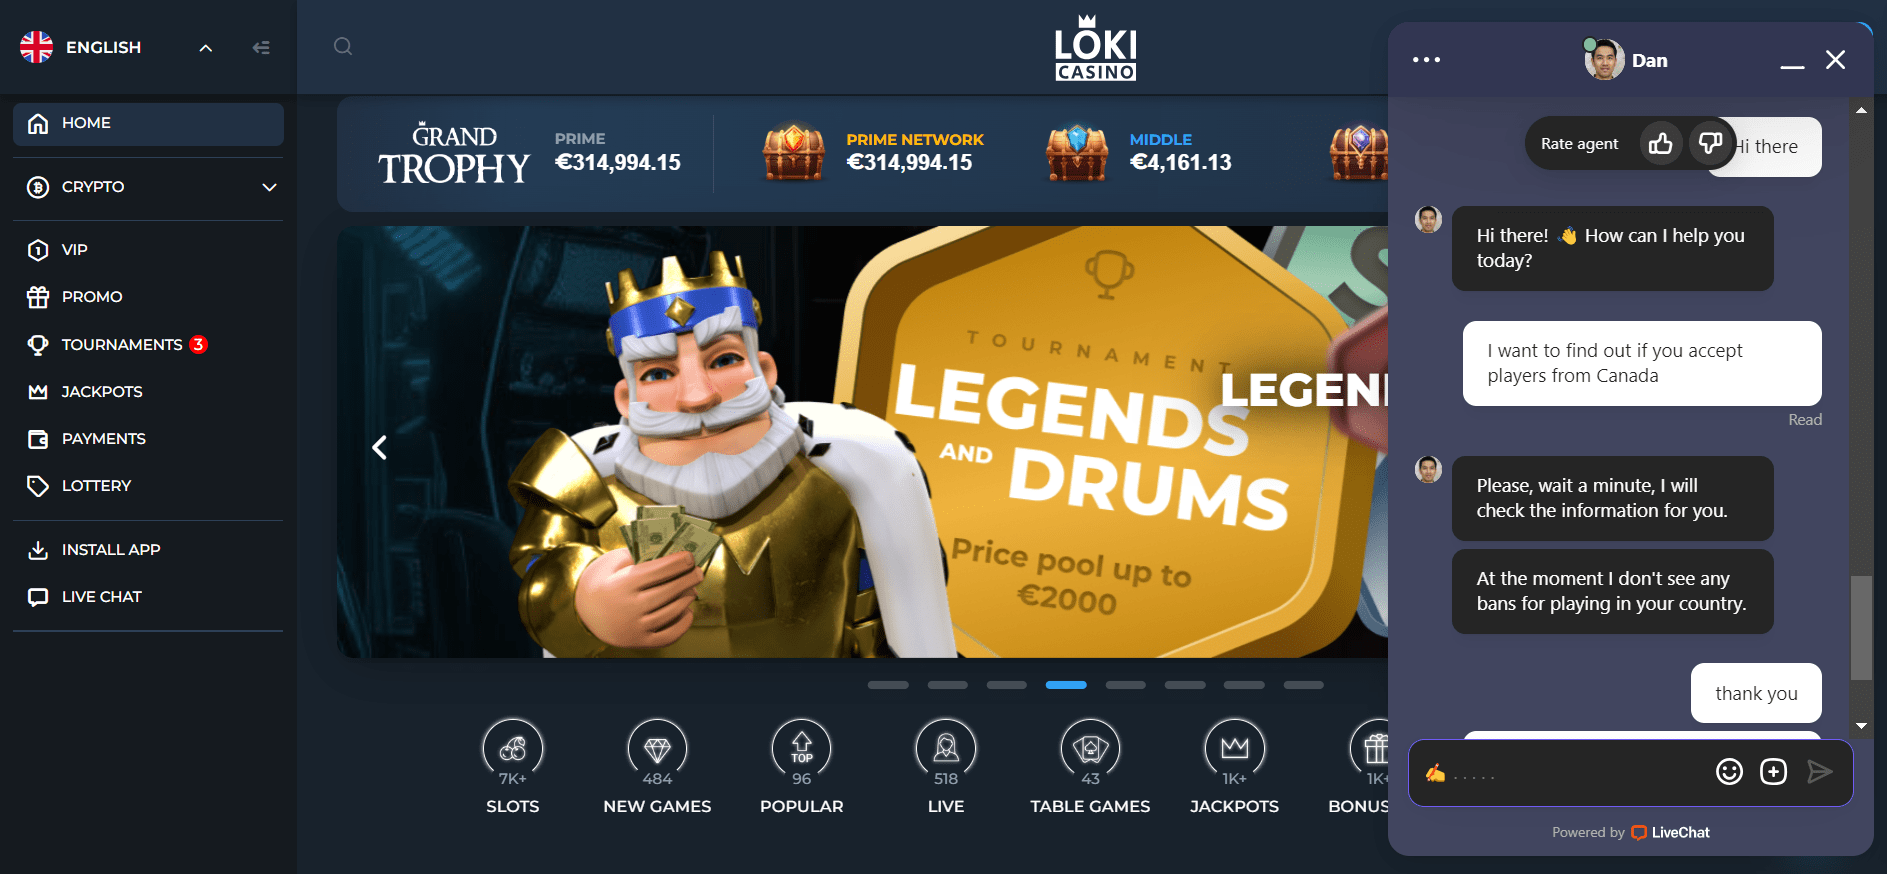 ENGLISH
HOME
CRYPTO
VIP
PROMO
TOURNAMENTS 3
JACKPOTS
PAYMENTS
LOTTERY
INSTALL APP
LIVE CHAT
LOKI
CASINO
GRAND
TROPHY
PRIME
€314,994.15
PRIME NETWORK
€314,994.15
MIDDLE
€4,161.13
TOURNAMENT
LEGENDS
AND DRUMS
Price pool up to
€2000
LEGEN
7K+
SLOTS
484
NEW GAMES
TOP
96
POPULAR
518
LIVE
43
TABLE GAMES
1K+
JACKPOTS
1K+
BONUS
Dan
Rate agent
Hi there
Hi there! 👋 How can I help you
today?
I want to find out if you accept
players from Canada
Read
Please, wait a minute, I will
check the information for you.
At the moment I don't see any
bans for playing in your country.
thank you
✍️ . . . . .
Powered by LiveChat